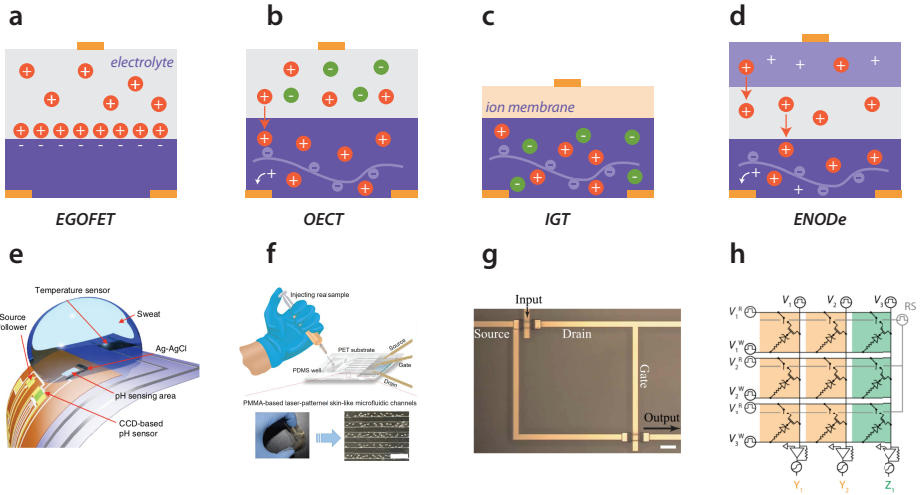 a
b
c
d
electrolyte
ion membrane
EGOFET
OECT
IGT
ENODe
e
f
g
h
Temperature sensor
Sweat
Source
follower
Ag-AgCl
pH sensing area
CCD-based
pH sensor
Injecting real sample
PET substrate
PDMS well
Source
Gate
Drain
PMMA-based laser-patterned skin-like microfluidic channels
Input
Source
Drain
Gate
Output
V₁
V₂
V₃
RS
V₁ᴿ
V₁ᵂ
V₂ᴿ
V₂ᵂ
V₃ᵂ
Y₁
Y₂
Z₁